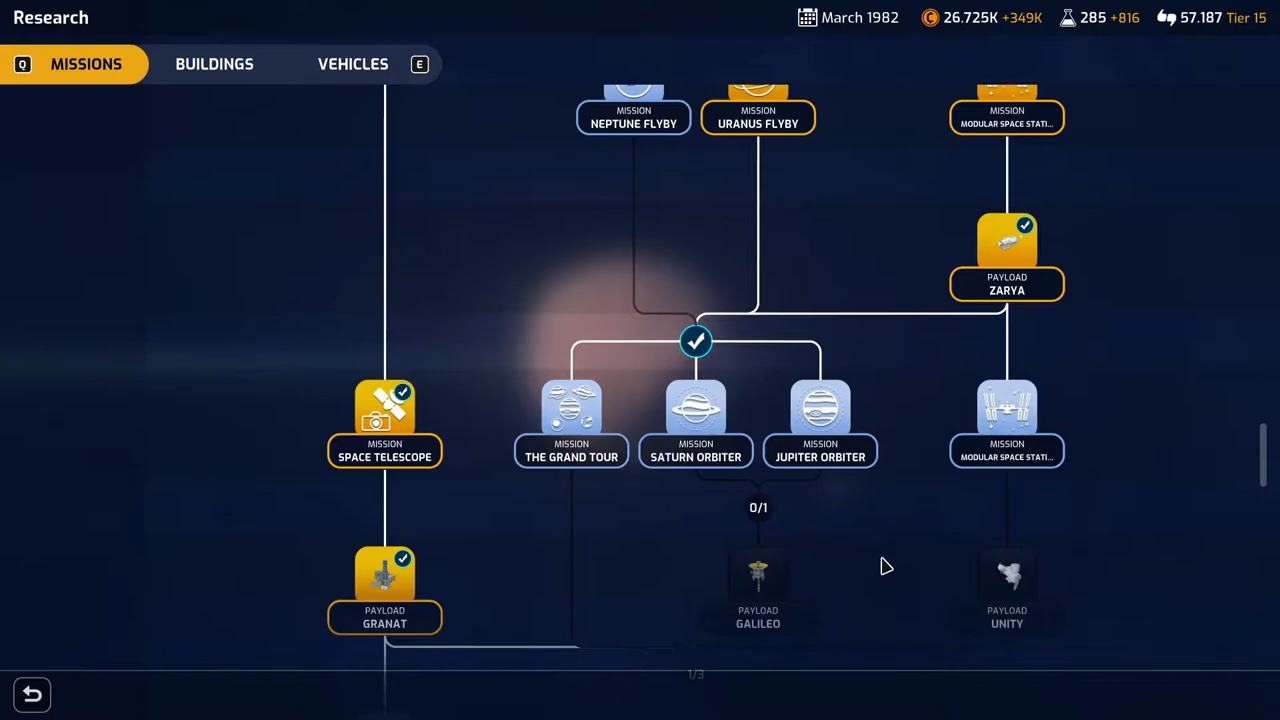 Research
March 1982
26.725K +349K
285 +816
57.187 Tier 15
Q
MISSIONS
BUILDINGS
VEHICLES
E
MISSION
NEPTUNE FLYBY
MISSION
URANUS FLYBY
MISSION
MODULAR SPACE STATI...
PAYLOAD
ZARYA
MISSION
SPACE TELESCOPE
MISSION
THE GRAND TOUR
MISSION
SATURN ORBITER
MISSION
JUPITER ORBITER
MISSION
MODULAR SPACE STATI...
0/1
PAYLOAD
GRANAT
PAYLOAD
GALILEO
PAYLOAD
UNITY
1/3